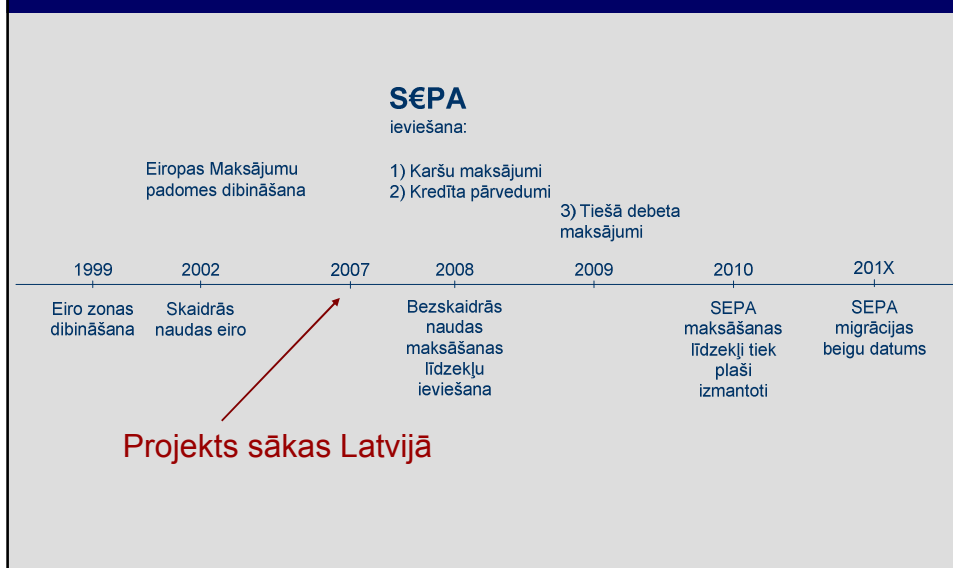 S€PA
ieviešana:
Eiropas Maksājumu
padomes dibināšana
1) Karšu maksājumi
2) Kredīta pārvedumi
3) Tiešā debeta
maksājumi
1999
2002
2007
2008
2009
2010
201X
Eiro zonas
dibināšana
Skaidrās
naudas eiro
Bezskaidrās
naudas
maksāšanas
līdzekļu
ieviešana
SEPA
maksāšanas
līdzekļi tiek
plaši
izmantoti
SEPA
migrācijas
beigu datums
Projekts sākas Latvijā